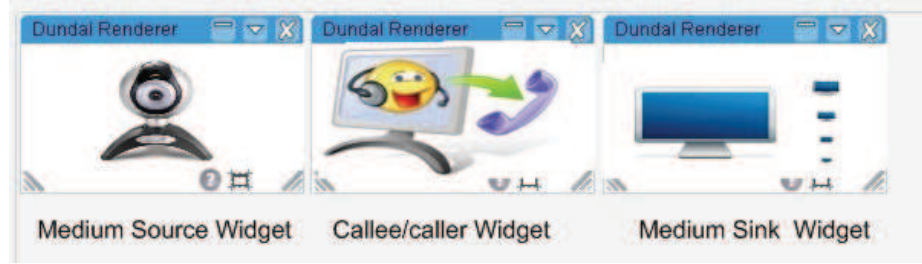 Dundal Renderer
Dundal Renderer
Dundal Renderer
Medium Source Widget
Callee/caller Widget
Medium Sink Widget